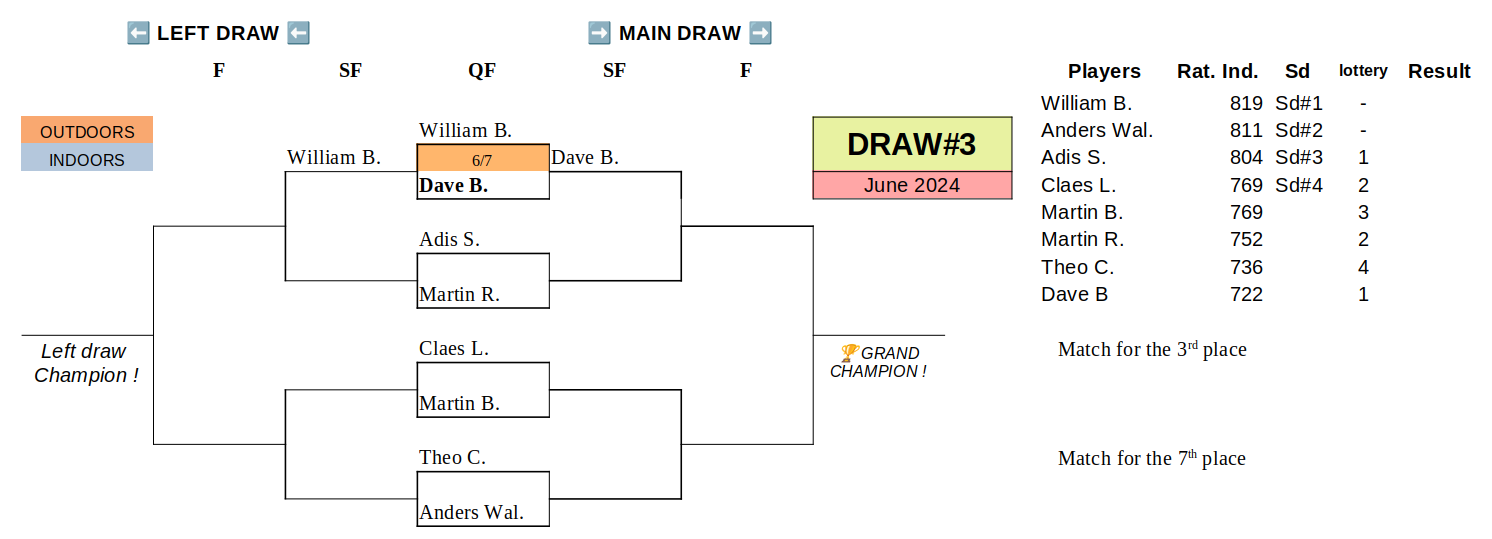 ⬅️ LEFT DRAW ⬅️ ➡️ MAIN DRAW ➡️
F SF QF SF F
Players Rat. Ind. Sd lottery Result
William B. 819 Sd#1 -
Anders Wal. 811 Sd#2 -
Adis S. 804 Sd#3 1
Claes L. 769 Sd#4 2
Martin B. 769 3
Martin R. 752 2
Theo C. 736 4
Dave B 722 1
OUTDOORS
INDOORS
William B.
William B.
6/7
Dave B.
Dave B.
DRAW#3
June 2024
Adis S.
Martin R.
Left draw
Champion !
Claes L.
Martin B.
🏆GRAND
CHAMPION !
Match for the 3rd place
Theo C.
Anders Wal.
Match for the 7th place